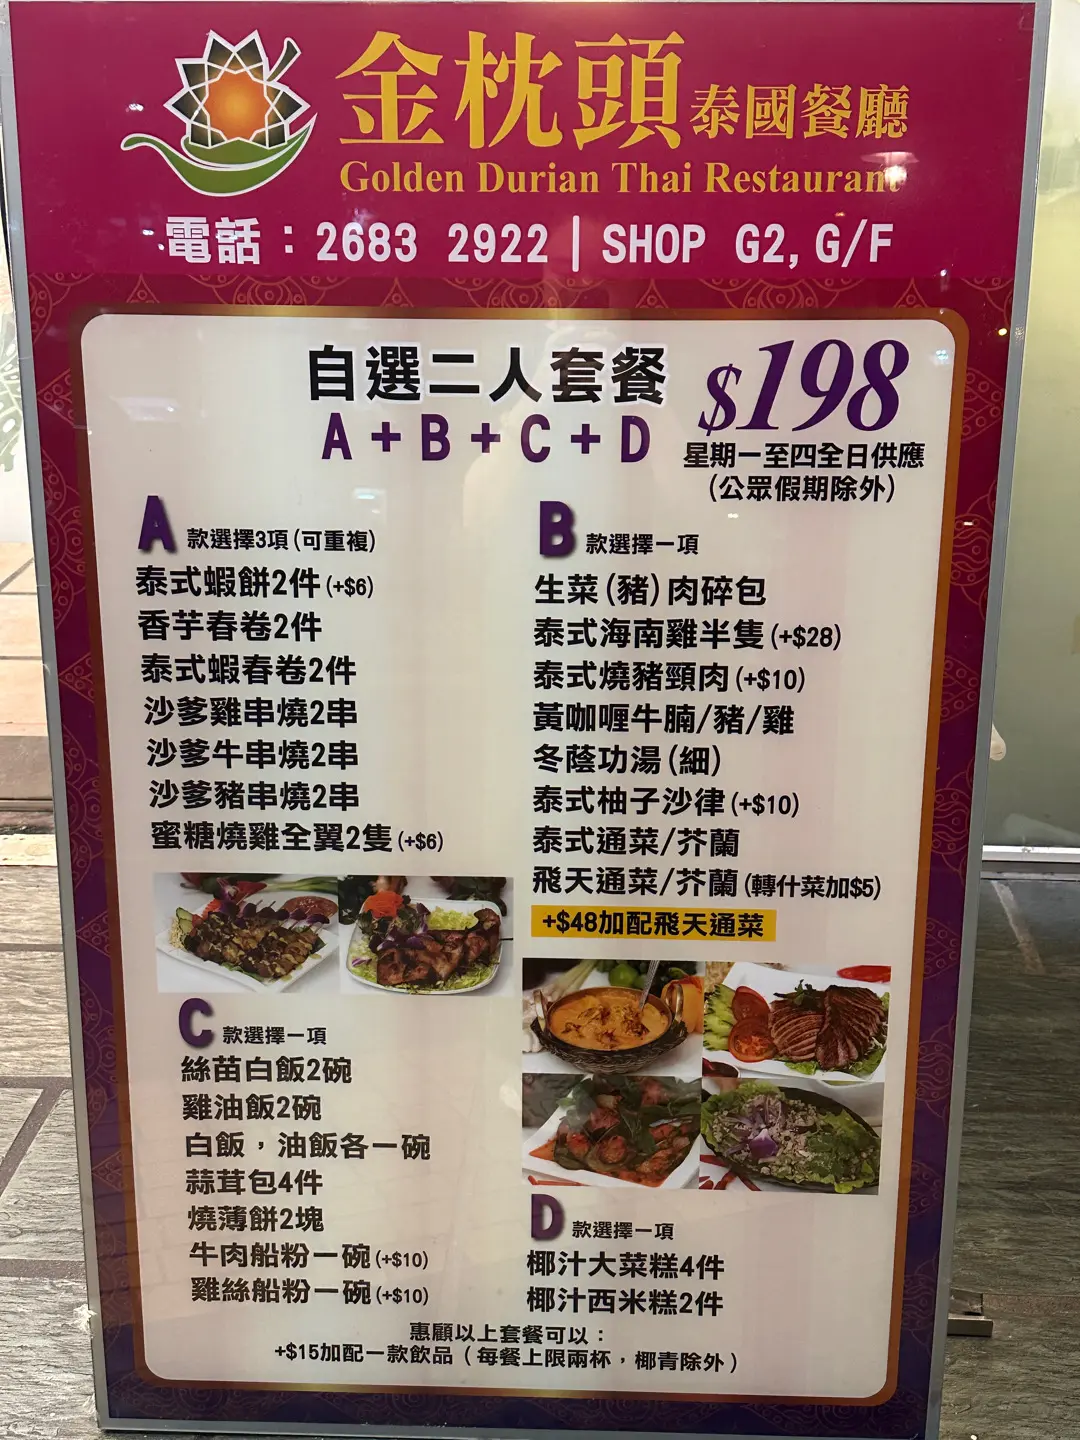 金枕頭泰國餐廳
Golden Durian Thai Restaurant
電話：2683 2922 | SHOP G2, G/F
自選二人套餐 $198
A+B+C+D
星期一至四全日供應
(公眾假期除外)
A 款選擇3項(可重複)
泰式蝦餅2件(+$6)
香芋春卷2件
泰式蝦春卷2件
沙爹雞串燒2串
沙爹牛串燒2串
沙爹豬串燒2串
蜜糖燒雞全翼2隻(+$6)
B 款選擇一項
生菜(豬)肉碎包
泰式海南雞半隻(+$28)
泰式燒豬頸肉(+$10)
黃咖喱牛腩/豬/雞
冬蔭功湯(細)
泰式柚子沙律(+$10)
泰式通菜/芥蘭
飛天通菜/芥蘭(轉什菜加$5)
+$48加配飛天通菜
C 款選擇一項
絲苗白飯2碗
雞油飯2碗
白飯，油飯各一碗
蒜茸包4件
燒薄餅2塊
牛肉船粉一碗(+$10)
雞絲船粉一碗(+$10)
D 款選擇一項
椰汁大菜糕4件
椰汁西米糕2件
惠顧以上套餐可以：
+$15加配一款飲品（每餐上限兩杯，椰青除外）